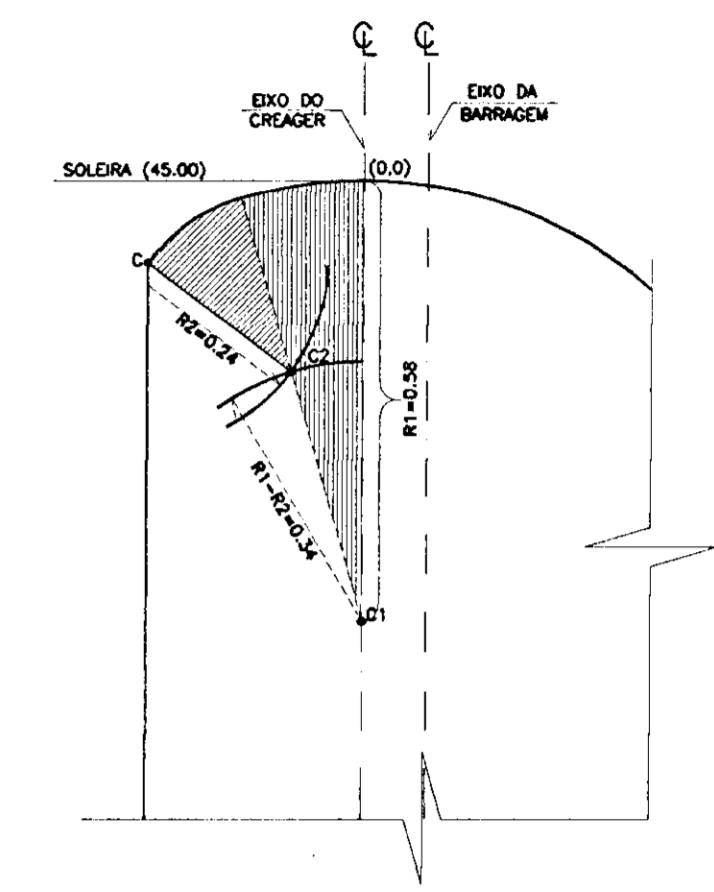 ℄ ℄
EIXO DO
CREAGER
EIXO DA
BARRAGEM
SOLEIRA (45.00)
(0.0)
C
R2=0.24
C2
R1=0.58
R1-R2=0.34
C1